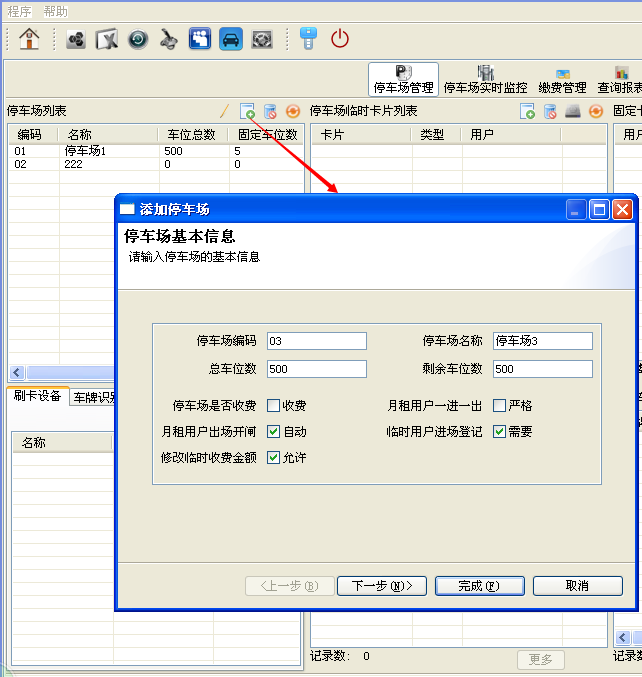 程序 帮助
停车场管理 停车场实时监控 缴费管理 查询报表
停车场列表 停车场临时卡片列表 固定卡
编码 名称 车位总数 固定车位数 卡片 类型 用户 用户
01 停车场1 500 5
02 222 0 0
添加停车场
停车场基本信息
请输入停车场的基本信息
停车场编码 03 停车场名称 停车场3
总车位数 500 剩余车位数 500
停车场是否收费 收费 月租用户一进一出 严格
月租用户出场开闸 自动 临时用户进场登记 需要
修改临时收费金额 允许
<上一步(B) 下一步(N)> 完成(F) 取消
刷卡设备 车牌识别
名称
记录数: 0 更多 记录数